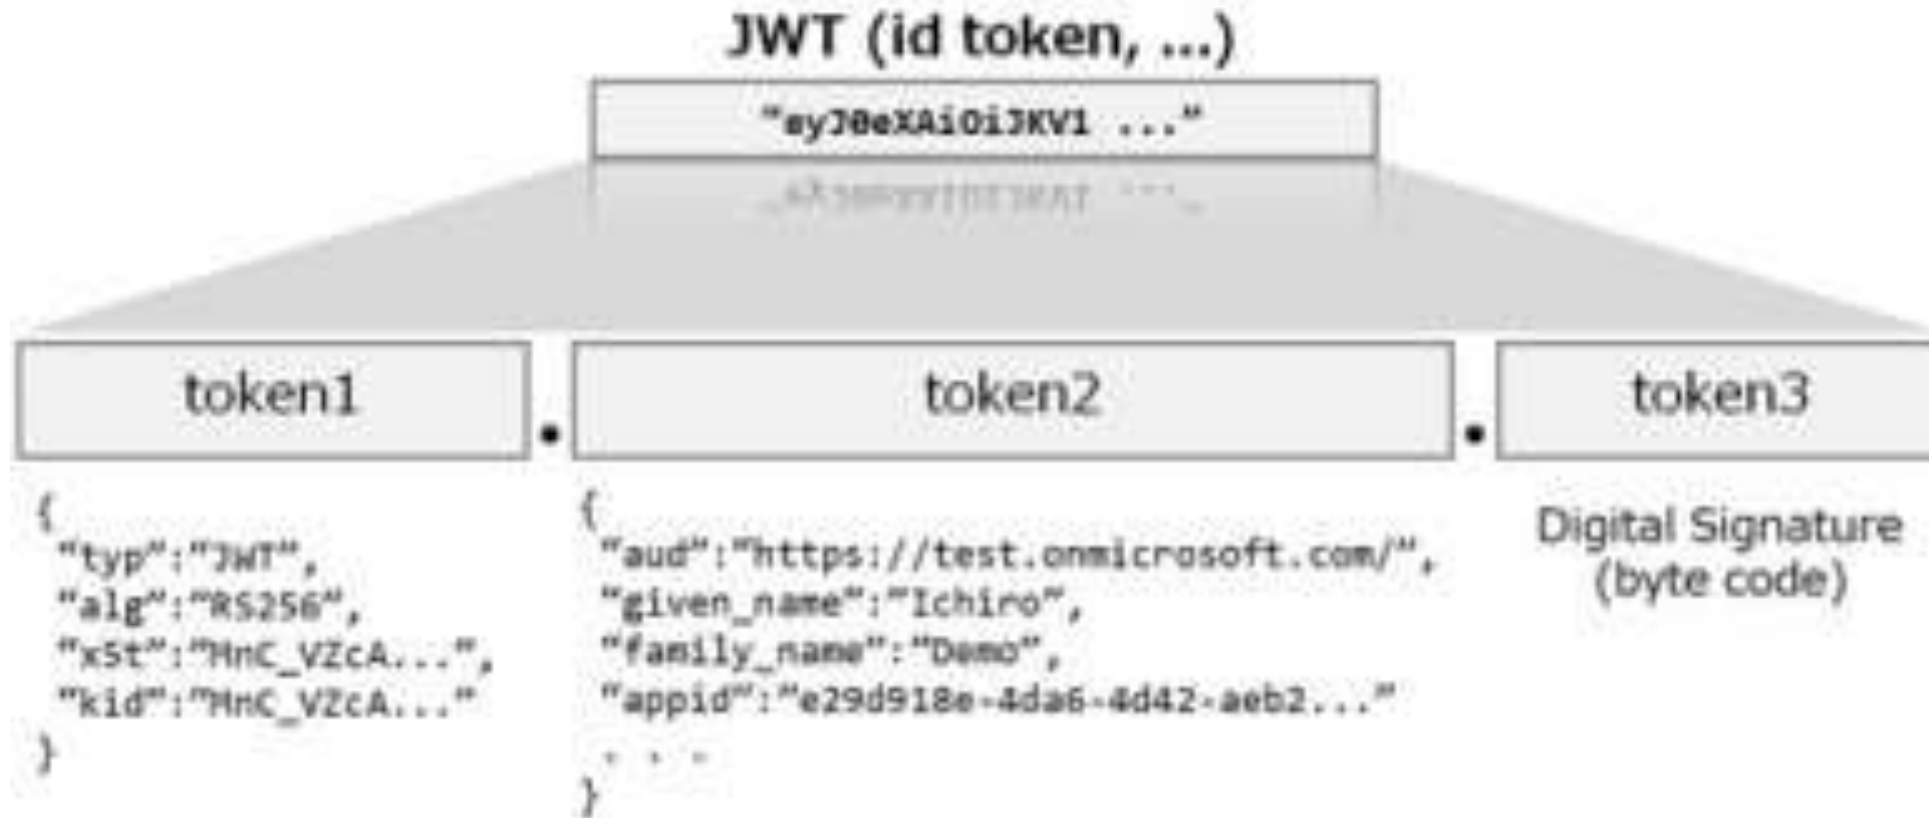 JWT (id token, ...)
"eyJ0eXAiOiJKV1 ..."
token1 . token2 . token3
{
"typ":"JWT",
"alg":"RS256",
"x5t":"MnC_VZcA...",
"kid":"MnC_VZcA..."
}
{
"aud":"https://test.onmicrosoft.com/",
"given_name":"Ichiro",
"family_name":"Demo",
"appid":"e29d918e-4da6-4d42-aeb2..."
. . .
}
Digital Signature
(byte code)